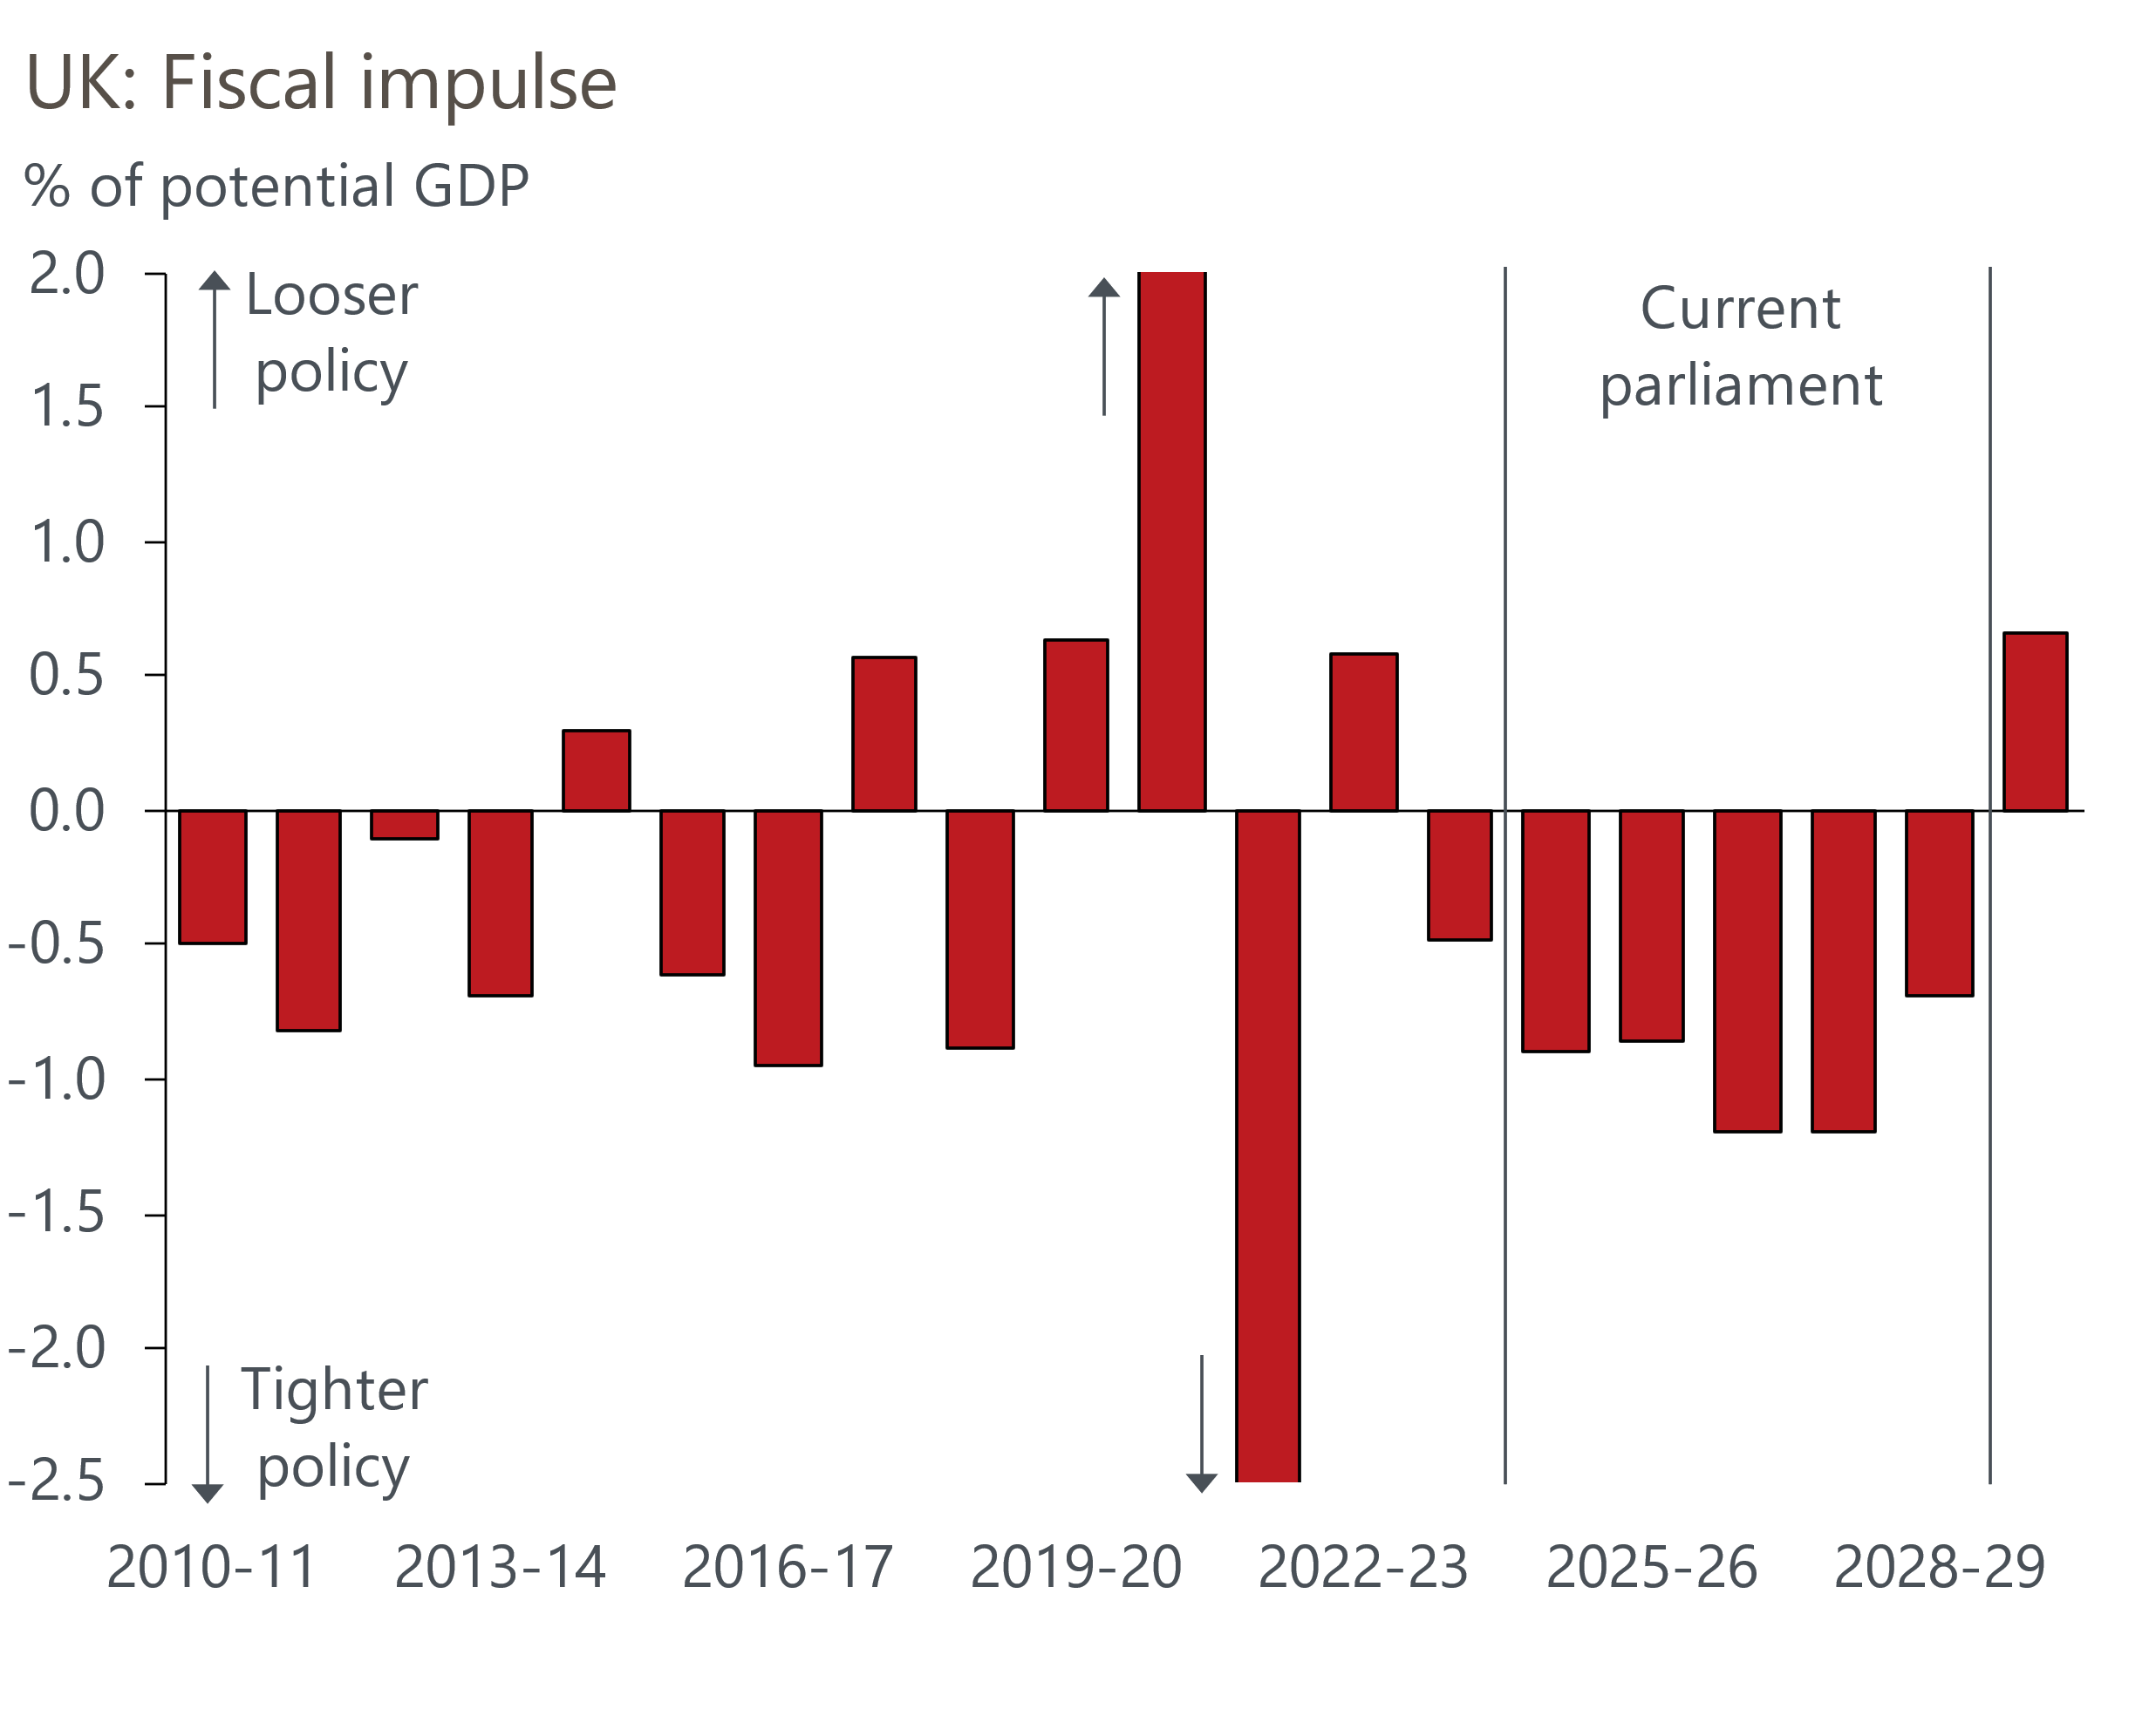 UK: Fiscal impulse
% of potential GDP
2.0
1.5
1.0
0.5
0.0
-0.5
-1.0
-1.5
-2.0
-2.5
Looser
policy
Current
parliament
Tighter
policy
2010-11 2013-14 2016-17 2019-20 2022-23 2025-26 2028-29